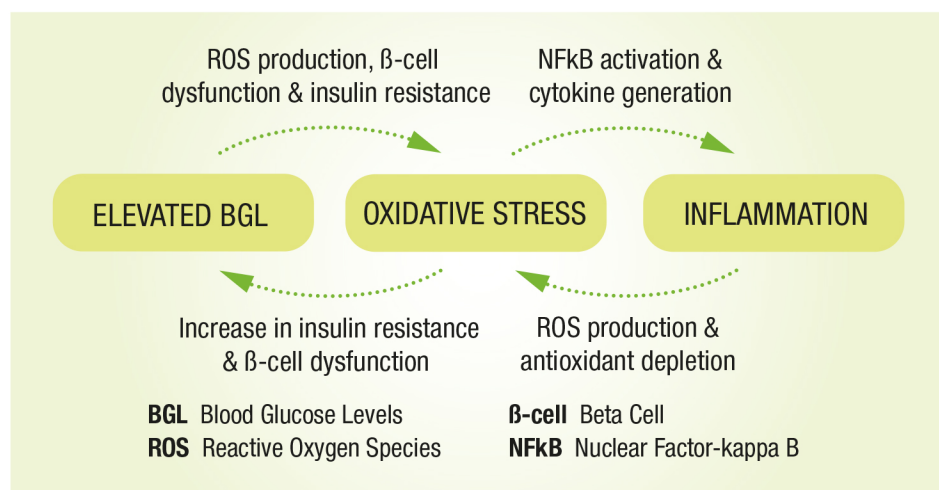 ROS production, ß-cell
dysfunction & insulin resistance
NFkB activation &
cytokine generation
ELEVATED BGL
OXIDATIVE STRESS
INFLAMMATION
Increase in insulin resistance
& ß-cell dysfunction
ROS production &
antioxidant depletion
BGL Blood Glucose Levels
ROS Reactive Oxygen Species
ß-cell Beta Cell
NFkB Nuclear Factor-kappa B